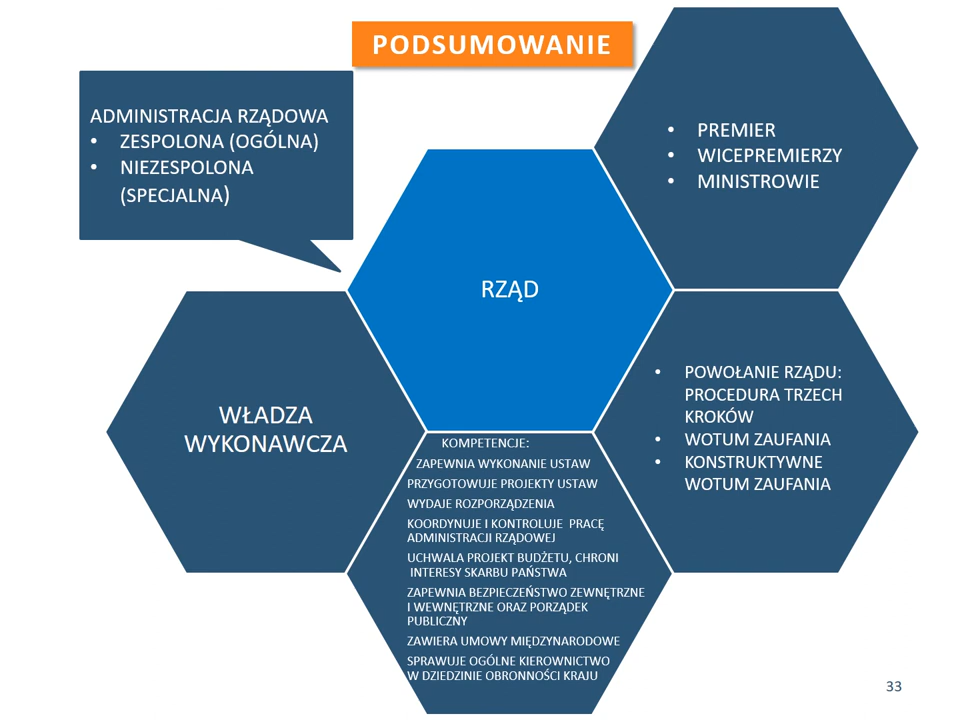 PODSUMOWANIE
ADMINISTRACJA RZĄDOWA
• ZESPOLONA (OGÓLNA)
• NIEZESPOLONA
(SPECJALNA)
• PREMIER
• WICEPREMIERZY
• MINISTROWIE
RZĄD
WŁADZA
WYKONAWCZA
• POWOŁANIE RZĄDU:
PROCEDURA TRZECH
KROKÓW
• WOTUM ZAUFANIA
• KONSTRUKTYWNE
WOTUM ZAUFANIA
KOMPETENCJE:
ZAPEWNIA WYKONANIE USTAW
PRZYGOTOWUJE PROJEKTY USTAW
WYDAJE ROZPORZĄDZENIA
KOORDYNUJE I KONTROLUJE PRACĘ
ADMINISTRACJI RZĄDOWEJ
UCHWALA PROJEKT BUDŻETU, CHRONI
INTERESY SKARBU PAŃSTWA
ZAPEWNIA BEZPIECZEŃSTWO ZEWNĘTRZNE
I WEWNĘTRZNE ORAZ PORZĄDEK
PUBLICZNY
ZAWIERA UMOWY MIĘDZYNARODOWE
SPRAWUJE OGÓLNE KIEROWNICTWO
W DZIEDZINIE OBRONNOŚCI KRAJU
33